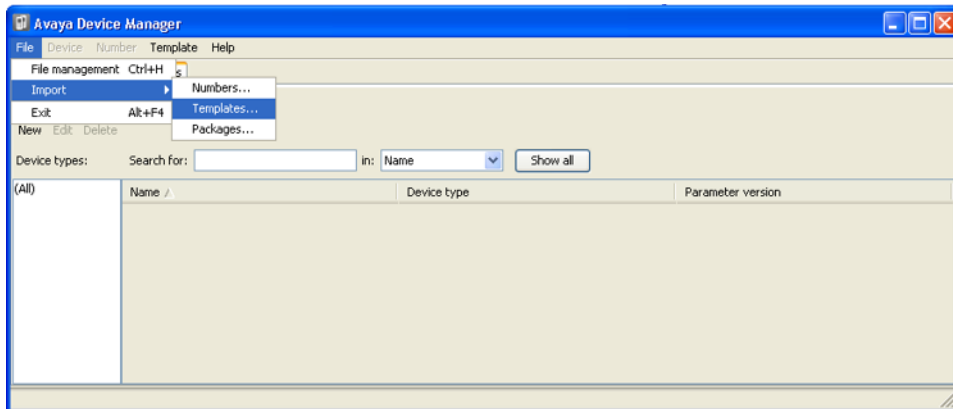 Avaya Device Manager
File Device Number Template Help
File management Ctrl+H s
Import Numbers...
Templates...
Exit Alt+F4 Packages...
New Edit Delete
Device types: Search for: in: Name Show all
(All) Name Device type Parameter version